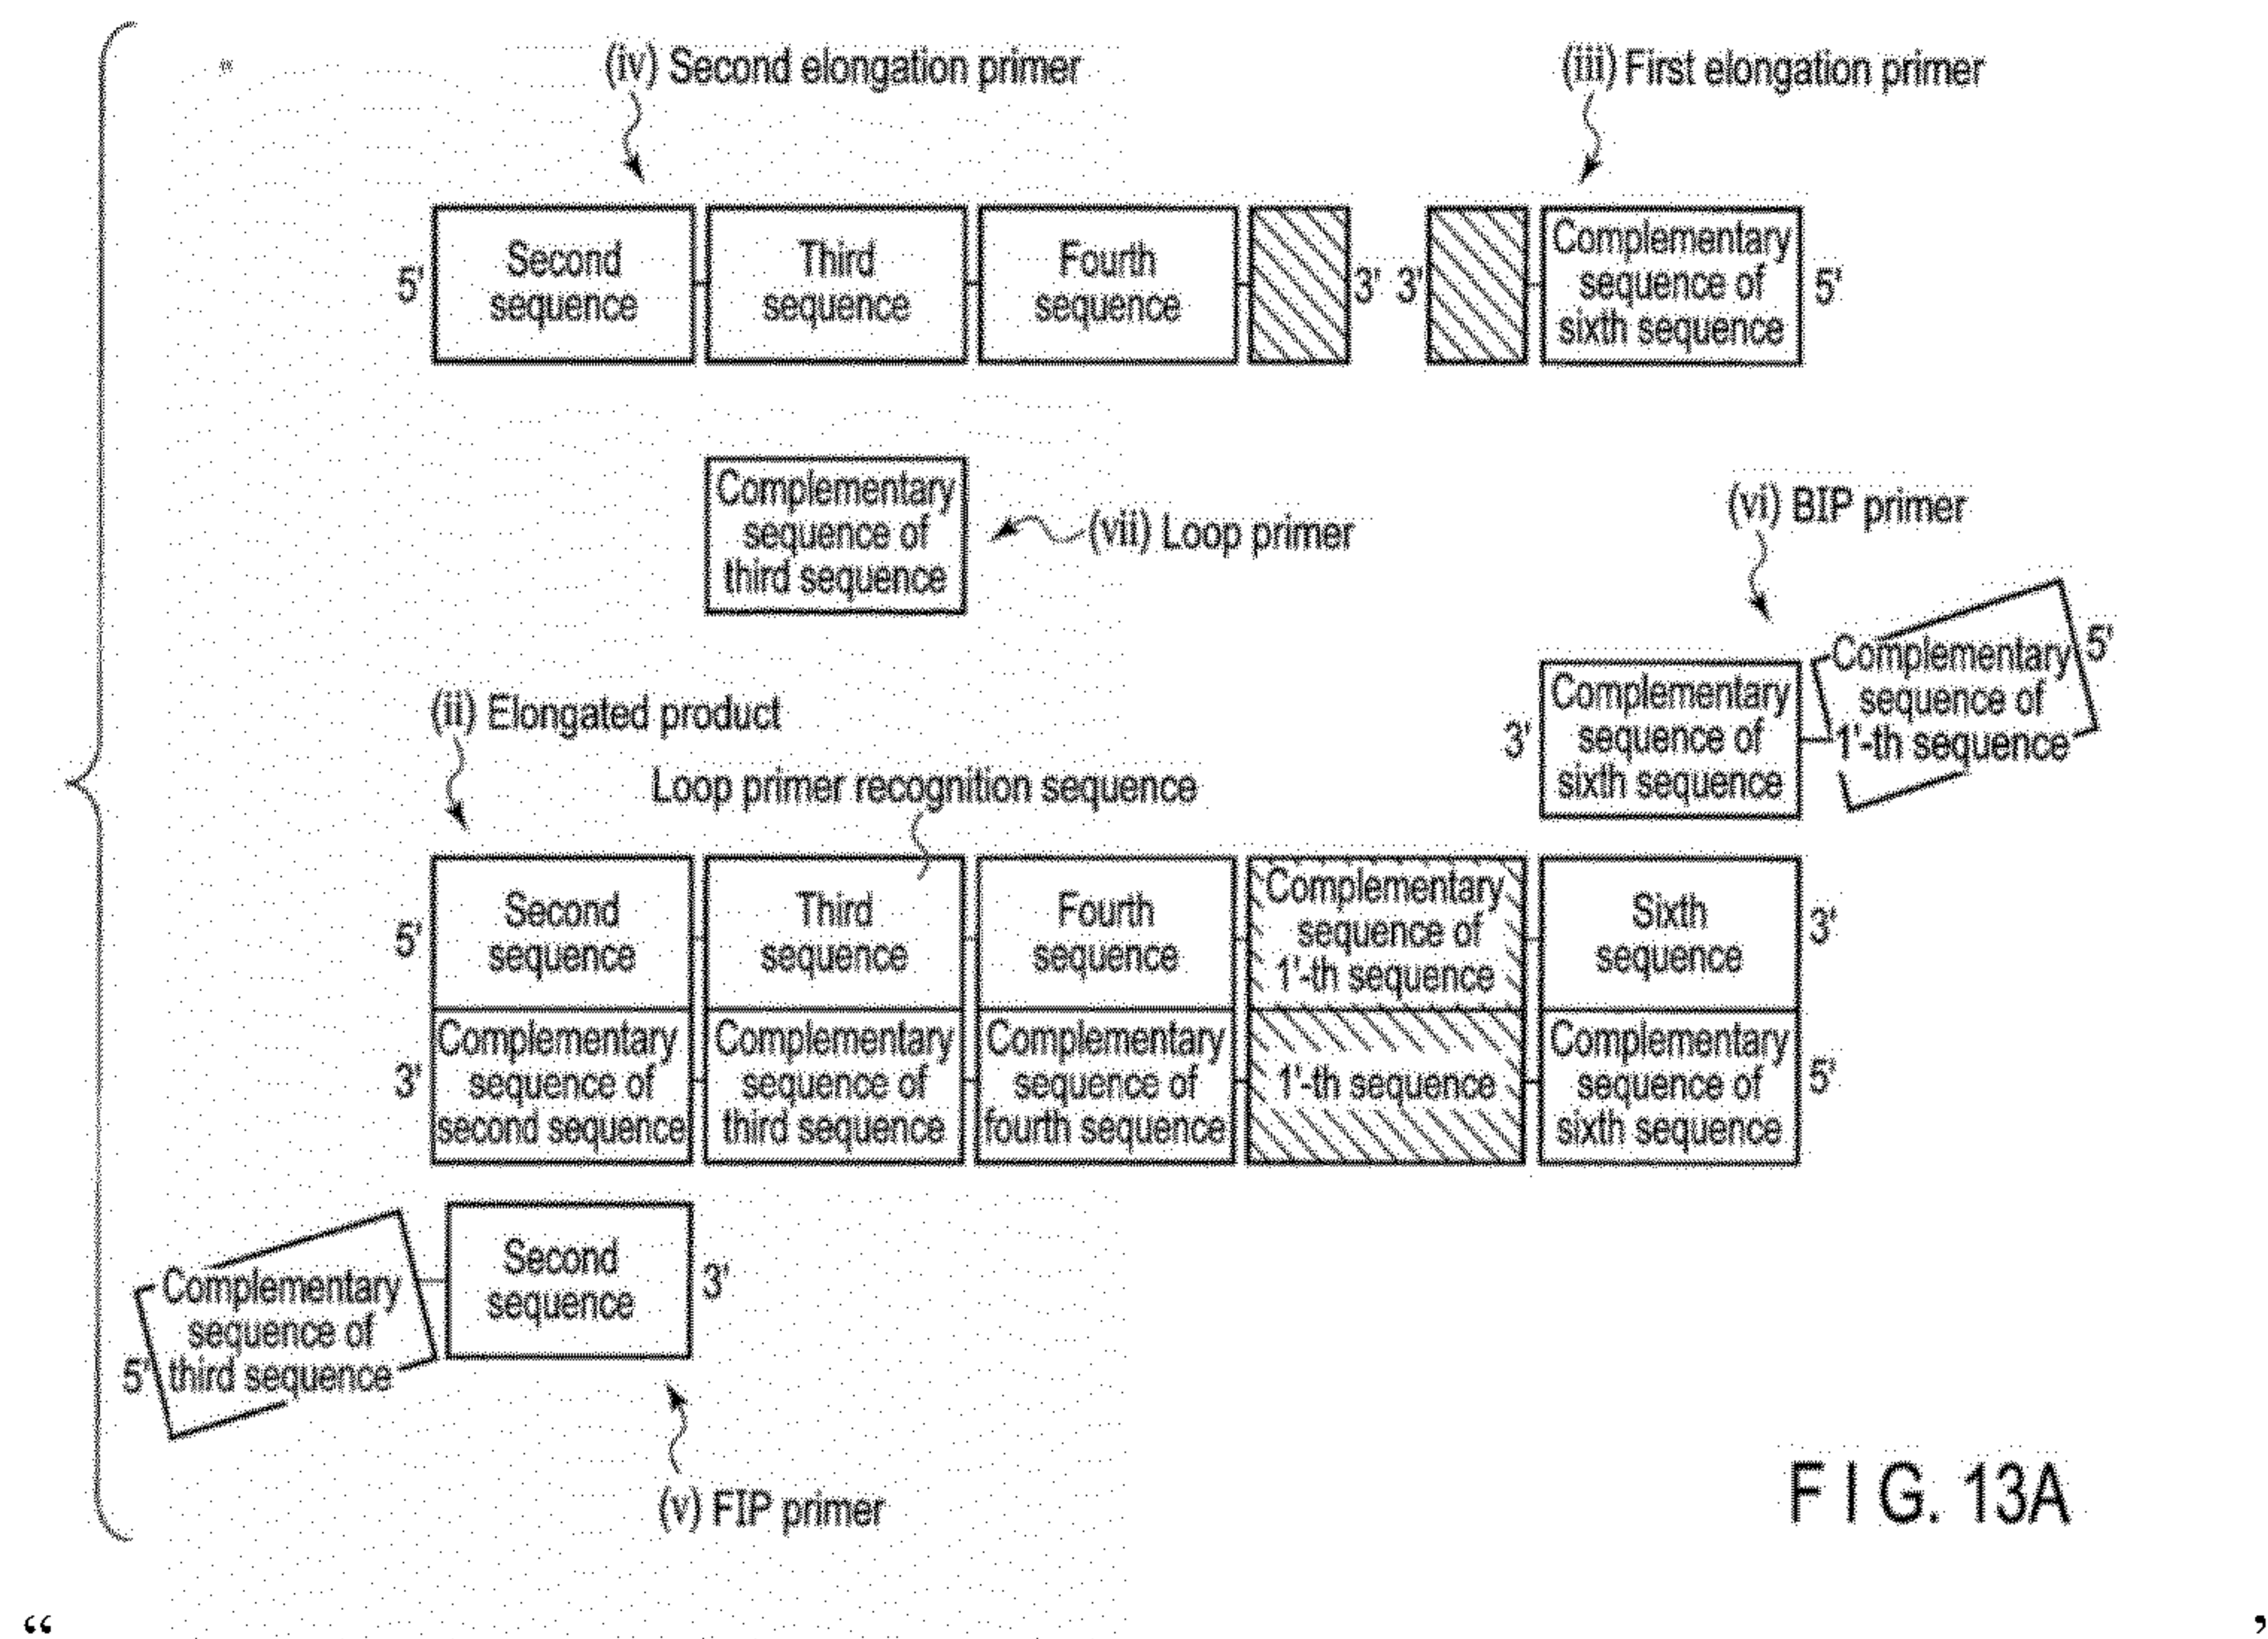 (iv) Second elongation primer
(iii) First elongation primer
5'
Second
sequence
Third
sequence
Fourth
sequence
3'
3'
Complementary
sequence of
sixth sequence
5'
Complementary
sequence of
third sequence
(vii) Loop primer
(vi) BIP primer
3'
Complementary
sequence of
sixth sequence
Complementary
sequence of
1'-th sequence
5'
(ii) Elongated product
Loop primer recognition sequence
5'
Second
sequence
Third
sequence
Fourth
sequence
Complementary
sequence of
1'-th sequence
Sixth
sequence
3'
3'
Complementary
sequence of
second sequence
Complementary
sequence of
third sequence
Complementary
sequence of
fourth sequence
1'-th sequence
Complementary
sequence of
sixth sequence
5'
5'
Complementary
sequence of
third sequence
Second
sequence
3'
(v) FIP primer
FIG. 13A
“ ’